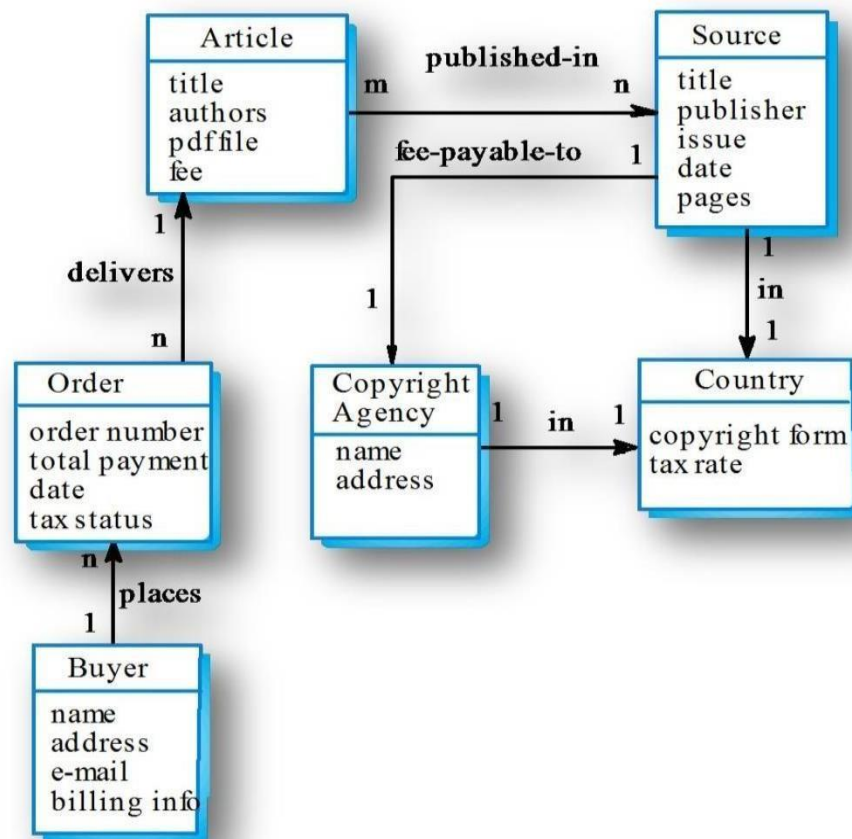 Article
title
authors
pdf file
fee
m
published-in
n
Source
title
publisher
issue
date
pages
fee-payable-to
1
1
delivers
n
1
1
in
1
Order
order number
total payment
date
tax status
Copyright
Agency
name
address
1
in
1
Country
copyright form
tax rate
n
places
1
Buyer
name
address
e-mail
billing info